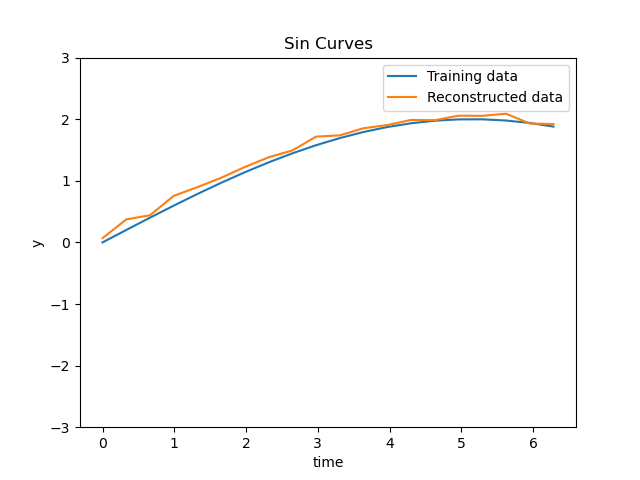 Sin Curves
Training data
Reconstructed data
3
2
1
0
−1
−2
−3
y
0 1 2 3 4 5 6
time